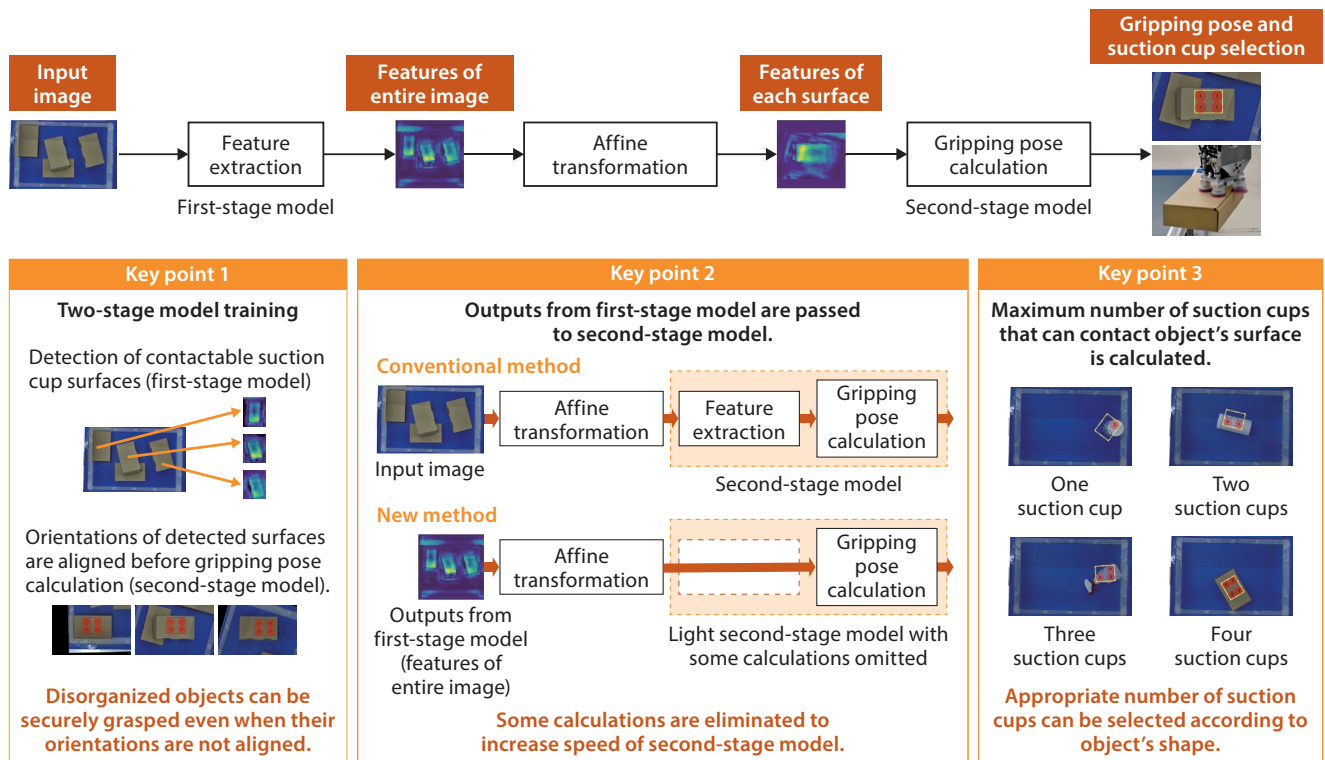 Input
image
Features of
entire image
Features of
each surface
Gripping pose and
suction cup selection
Feature
extraction
First-stage model
Affine
transformation
Gripping pose
calculation
Second-stage model
Key point 1
Two-stage model training
Detection of contactable suction
cup surfaces (first-stage model)
Orientations of detected surfaces
are aligned before gripping pose
calculation (second-stage model).
Disorganized objects can be
securely grasped even when their
orientations are not aligned.
Key point 2
Outputs from first-stage model are passed
to second-stage model.
Conventional method
Input image
Affine
transformation
Feature
extraction
Gripping
pose
calculation
Second-stage model
New method
Outputs from
first-stage model
(features of
entire image)
Affine
transformation
Gripping
pose
calculation
Light second-stage model with
some calculations omitted
Some calculations are eliminated to
increase speed of second-stage model.
Key point 3
Maximum number of suction cups
that can contact object's surface
is calculated.
One
suction cup
Two
suction cups
Three
suction cups
Four
suction cups
Appropriate number of suction
cups can be selected according to
object's shape.